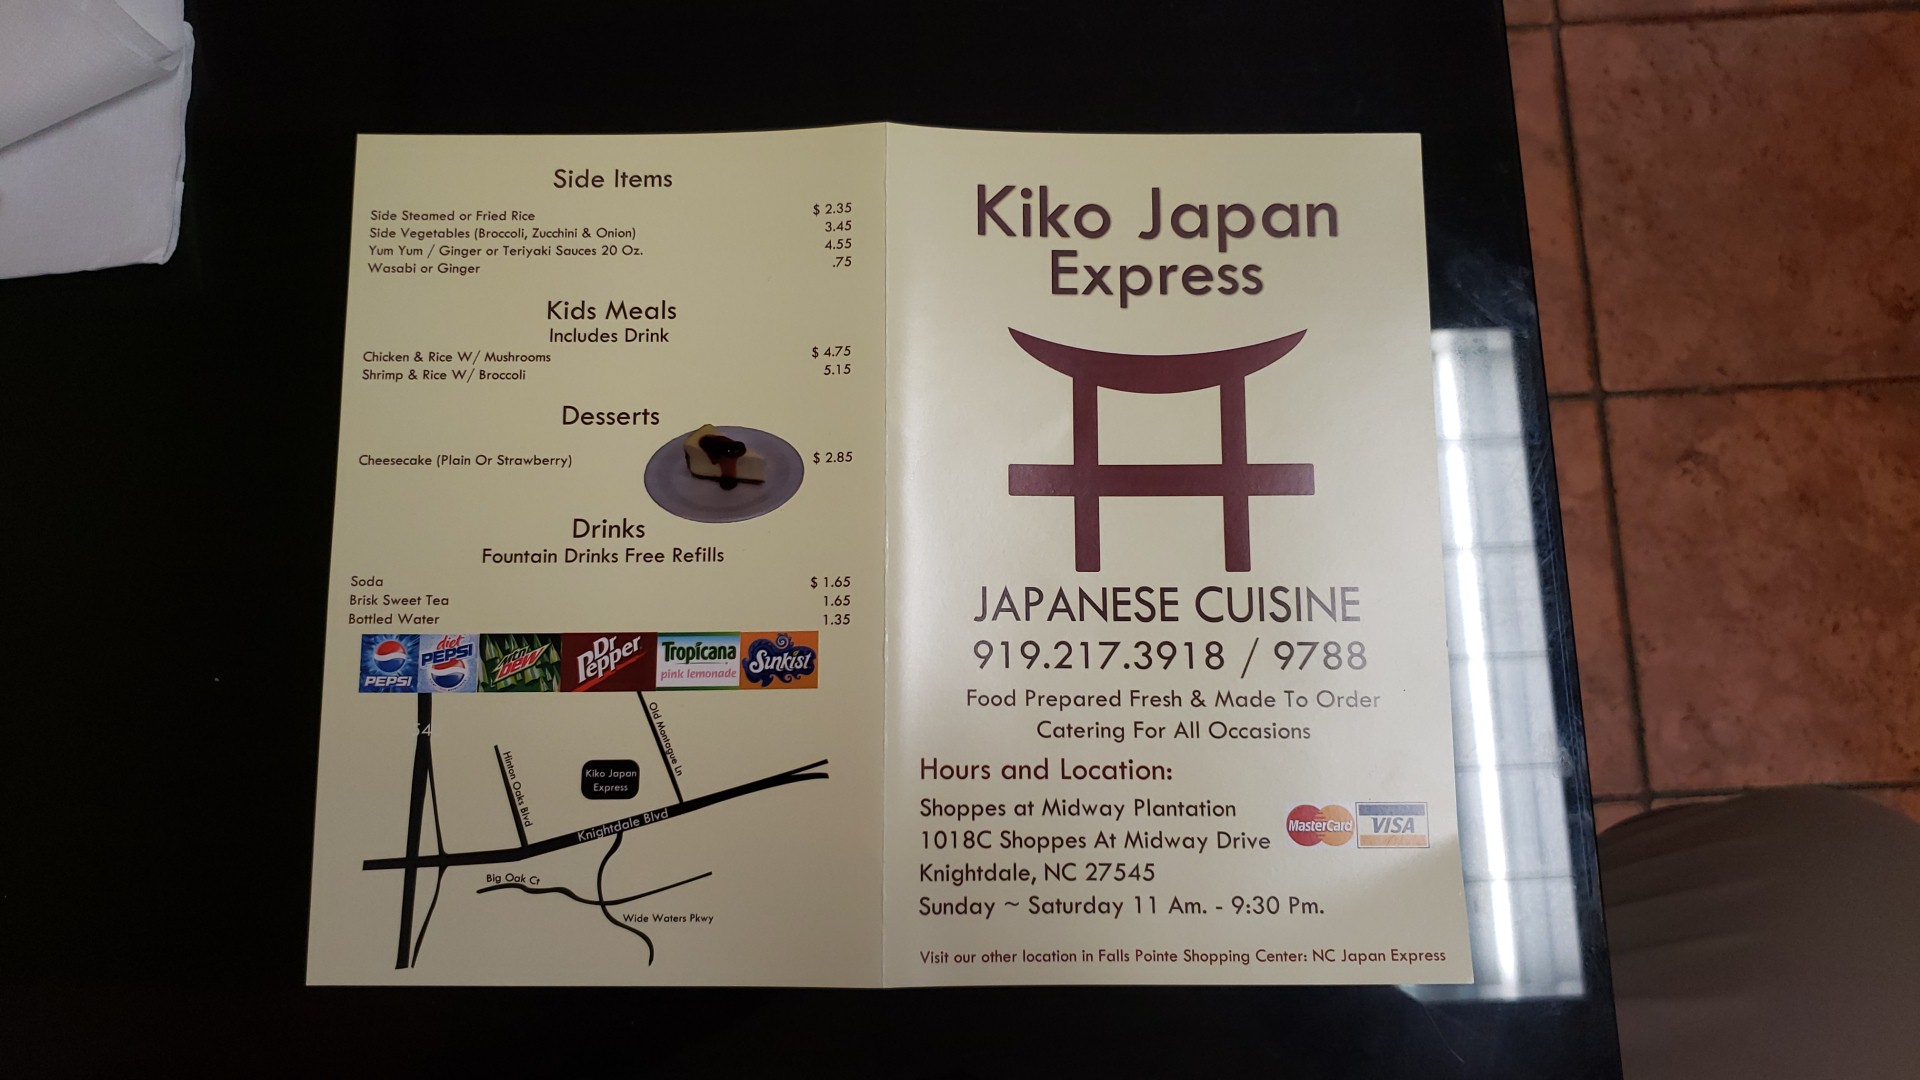 Side Items
Side Steamed or Fried Rice $ 2.35
Side Vegetables (Broccoli, Zucchini & Onion) 3.45
Yum Yum / Ginger or Teriyaki Sauces 20 Oz. 4.55
Wasabi or Ginger .75
Kids Meals
Includes Drink
Chicken & Rice W/ Mushrooms $ 4.75
Shrimp & Rice W/ Broccoli 5.15
Desserts
Cheesecake (Plain Or Strawberry) $ 2.85
Drinks
Fountain Drinks Free Refills
Soda $ 1.65
Brisk Sweet Tea 1.65
Bottled Water 1.35
PEPSI
diet
PEPSI
Mtn
Dew
Dr
Pepper
Tropicana
pink lemonade
Sunkist
Old Montague Ln
Hinton Oaks Blvd
Kiko Japan
Express
Knightdale Blvd
Big Oak Ct
Wide Waters Pkwy
Kiko Japan
Express
JAPANESE CUISINE
919.217.3918 / 9788
Food Prepared Fresh & Made To Order
Catering For All Occasions
Hours and Location:
Shoppes at Midway Plantation
1018C Shoppes At Midway Drive
Knightdale, NC 27545
Sunday ~ Saturday 11 Am. - 9:30 Pm.
MasterCard
VISA
Visit our other location in Falls Pointe Shopping Center: NC Japan Express